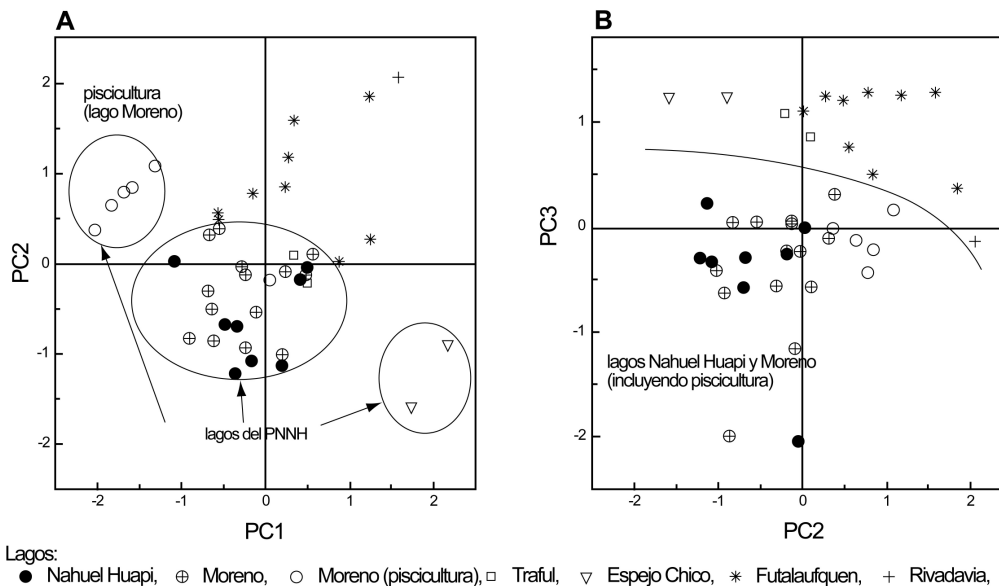 A
B
2
1
0
-1
-2
PC2
piscicultura
(lago Moreno)
lagos del PNNH
-2
-1
0
1
2
PC1
1
0
-1
-2
PC3
lagos Nahuel Huapi y Moreno
(incluyendo piscicultura)
-2
-1
0
1
2
PC2
Lagos:
Nahuel Huapi, Moreno, Moreno (piscicultura), Traful, Espejo Chico, Futalaufquen, Rivadavia,